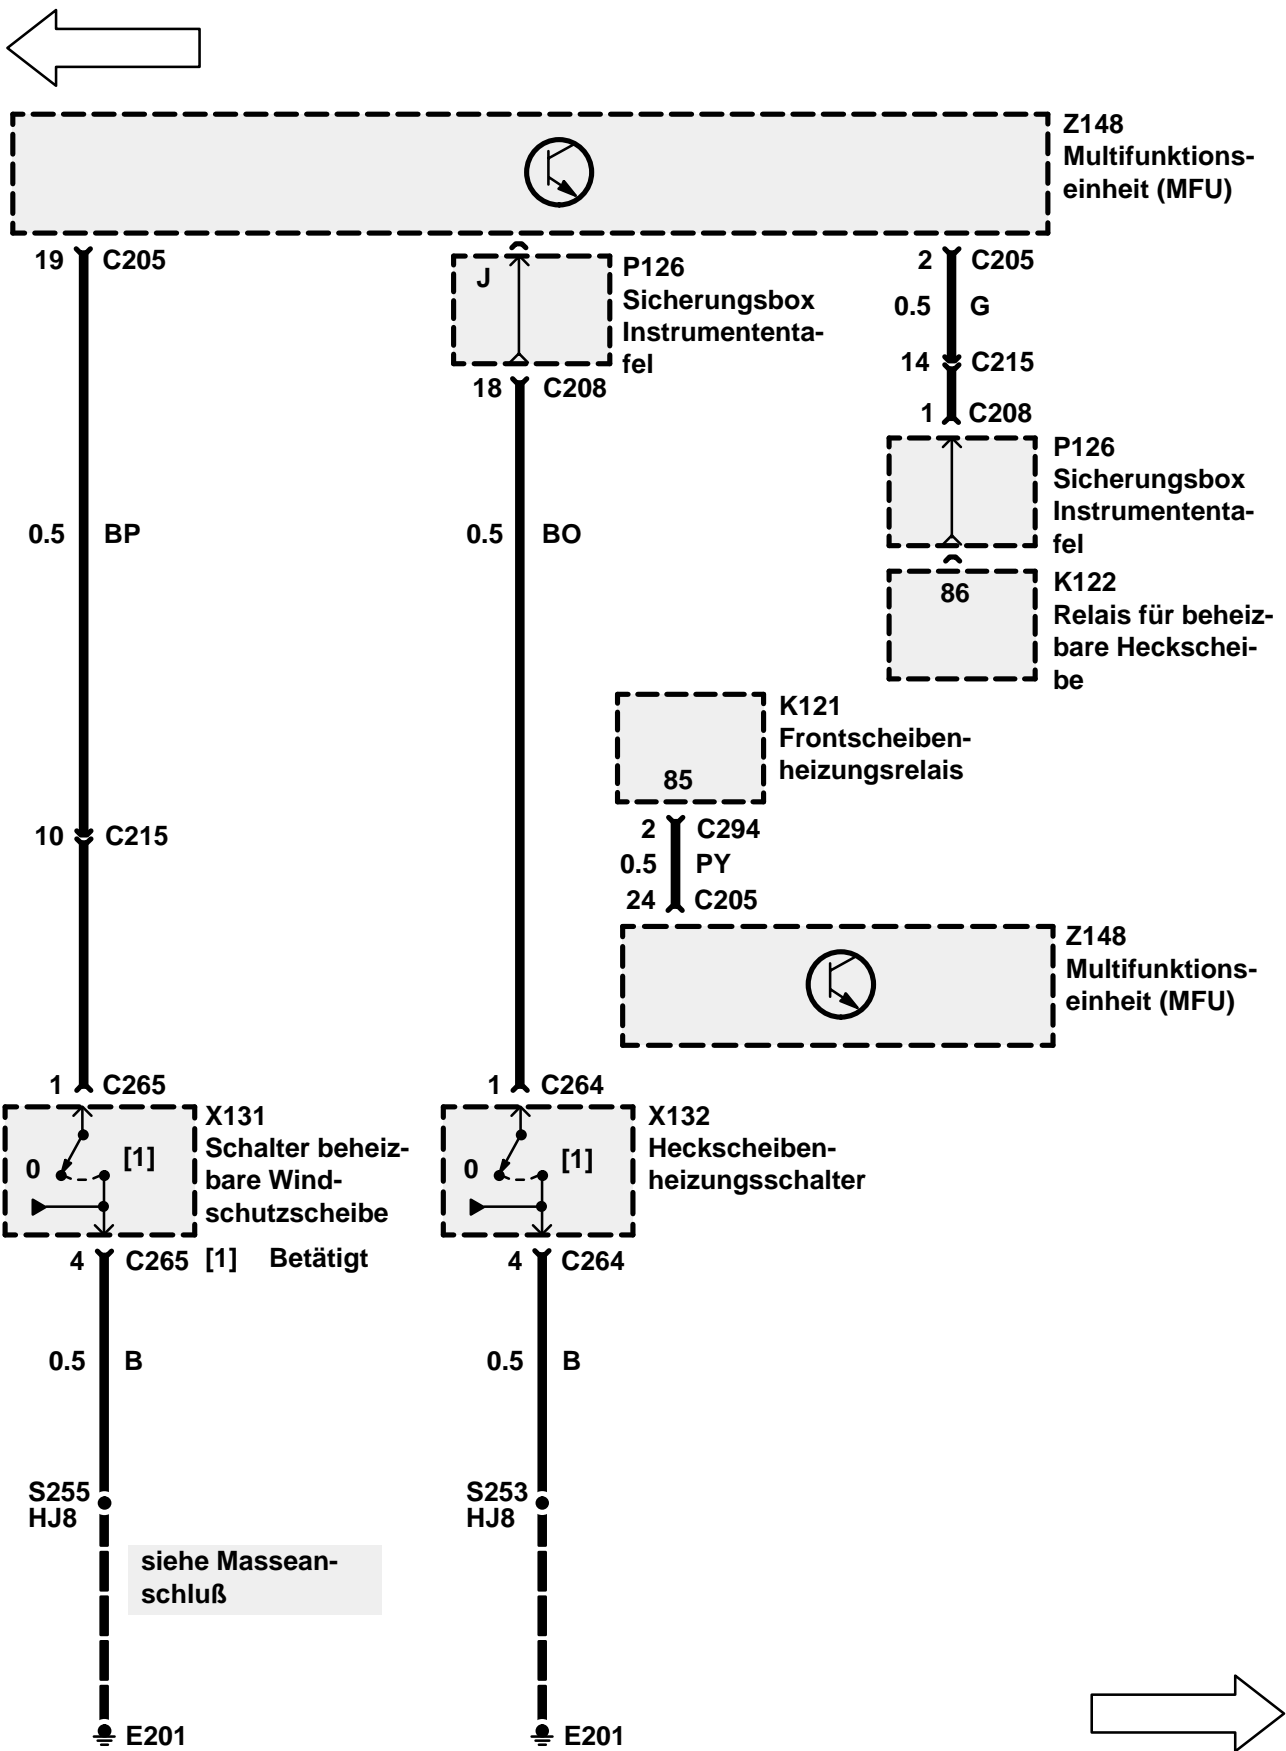 Z148
Multifunktions-
einheit (MFU)
19 C205
J
P126
Sicherungsbox
Instrumententa-
fel
18 C208
2 C205
0.5 G
14 C215
1 C208
P126
Sicherungsbox
Instrumententa-
fel
86
K122
Relais für beheiz-
bare Heckschei-
be
0.5 BP
0.5 BO
K121
Frontscheiben-
heizungsrelais
85
2 C294
0.5 PY
24 C205
Z148
Multifunktions-
einheit (MFU)
10 C215
1 C265
X131
Schalter beheiz-
bare Wind-
schutzscheibe
0 [1]
4 C265
[1] Betätigt
1 C264
X132
Heckscheiben-
heizungsschalter
0 [1]
4 C264
0.5 B
0.5 B
S255
HJ8
S253
HJ8
siehe Massean-
schluß
E201
E201